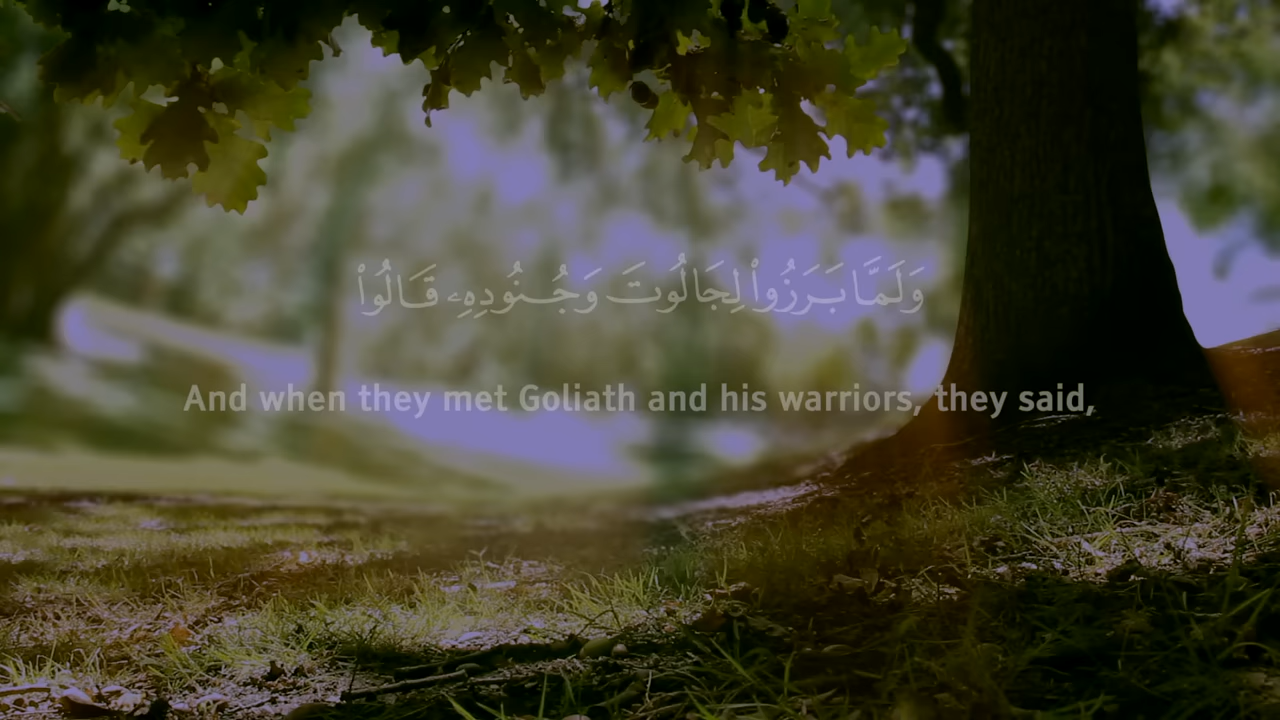 وَلَمَّا بَرَزُوا۟ لِجَالُوتَ وَجُنُودِهِۦ قَالُوا۟
And when they met Goliath and his warriors, they said,